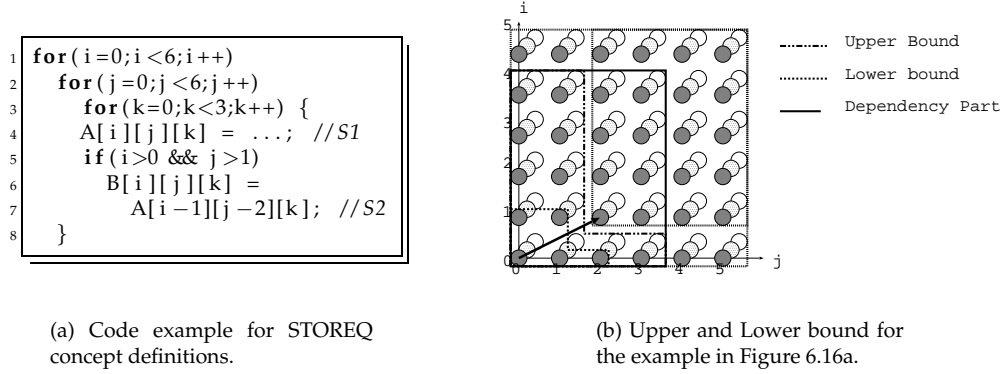 1 for(i=0;i<6;i++)
2 for(j=0;j<6;j++)
3 for(k=0;k<3;k++) {
4 A[i][j][k] = ...; //S1
5 if(i>0 && j>1)
6 B[i][j][k] =
7 A[i-1][j-2][k]; //S2
8 }
(a) Code example for STOREQ
concept definitions.
i
5
4
3
2
1
0
0 1 2 3 4 5 j
Upper Bound
Lower bound
Dependency Part
(b) Upper and Lower bound for
the example in Figure 6.16a.